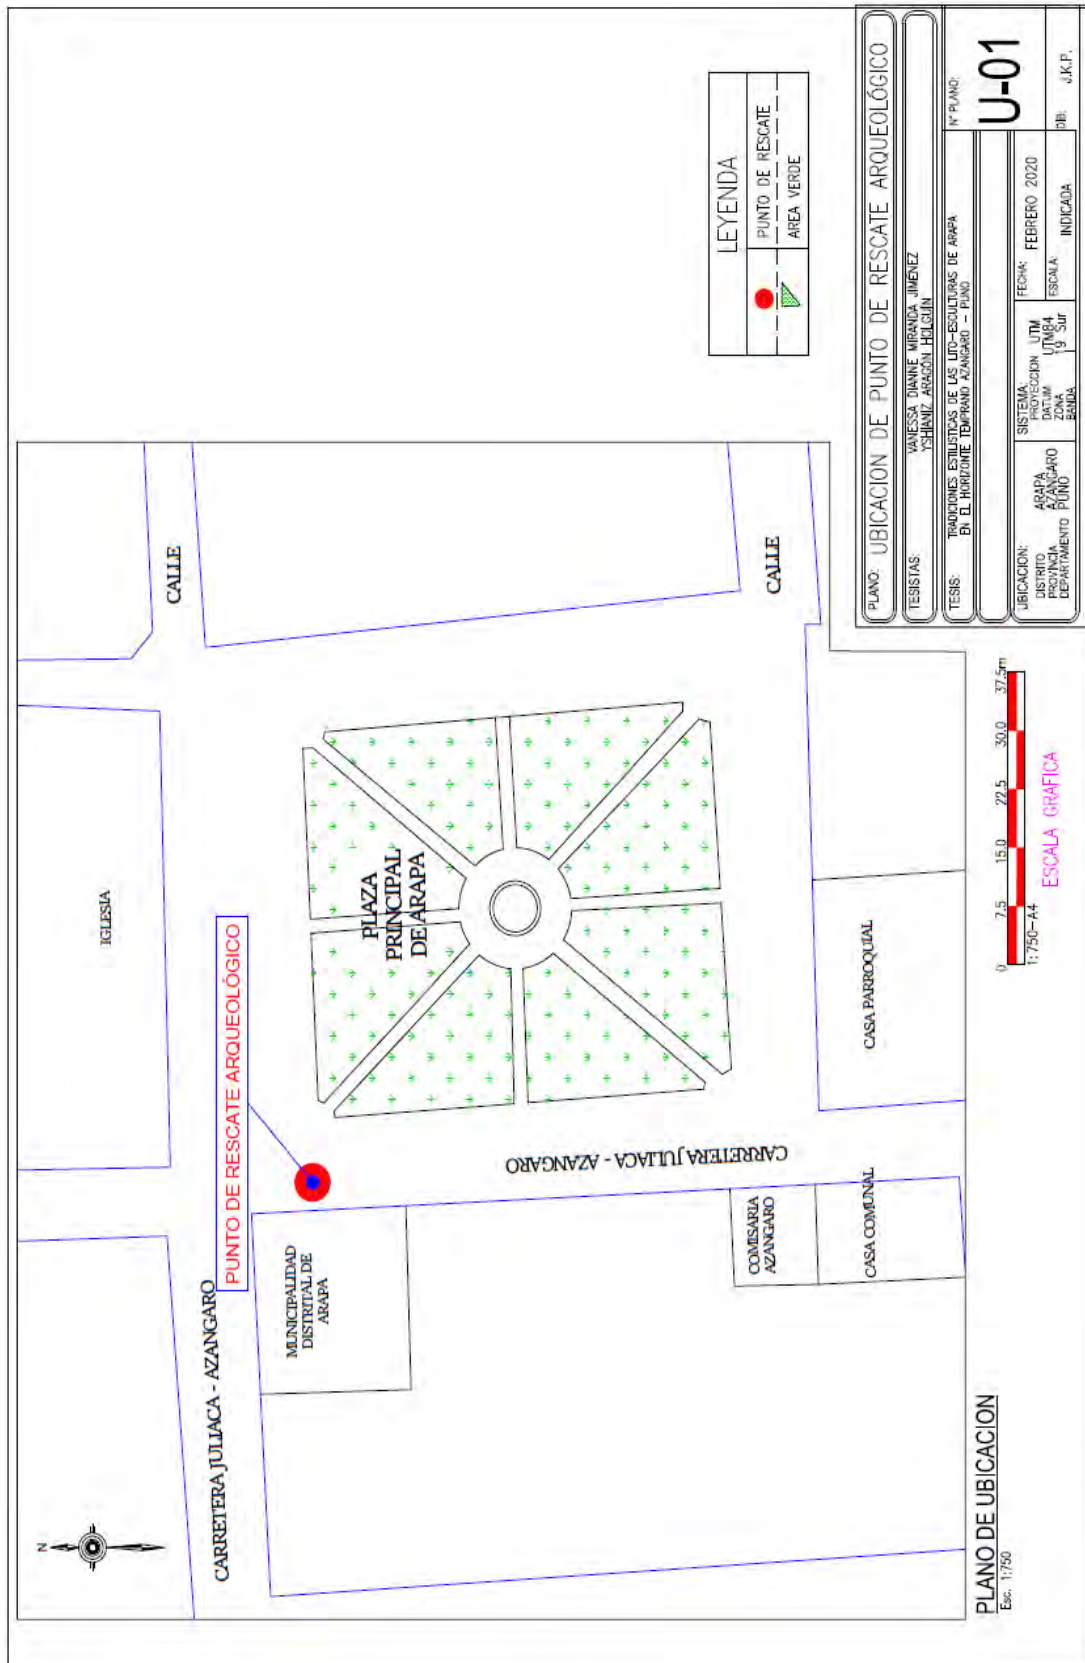 N
IGLESIA
CALLE
CARRETERA JULIACA - AZANGARO
PUNTO DE RESCATE ARQUEOLÓGICO
MUNICIPALIDAD
DISTRITAL DE
ARAPA
PLAZA
PRINCIPAL
DE ARAPA
CARRETERA JULIACA - AZANGARO
CALLE
COMISARIA
AZANGARO
CASA COMUNAL
CASA PARROQUIAL
PLANO DE UBICACION
Esc. 1:750
0 7.5 15.0 22.5 30.0 37.5m
1:750-A4
ESCALA GRAFICA
LEYENDA
PUNTO DE RESCATE
AREA VERDE
PLANO: UBICACION DE PUNTO DE RESCATE ARQUEOLÓGICO
TESISTAS: VANESSA DIANNE MIRANDA JIMÉNEZ
YSHIANIZ ARAGÓN HOLGUÍN
TESIS: TRADICIONES ESTILISTICAS DE LAS LITO-ESCULTURAS DE ARAPA
EN EL HORIZONTE TEMPRANO AZANGARO - PUNO
N° PLANO:
U-01
UBICACION:
DISTRITO ARAPA
PROVINCIA AZANGARO
DEPARTAMENTO PUNO
SISTEMA:
PROYECCION UTM
DATUM UTM84
ZONA 19 Sur
BANDA
FECHA: FEBRERO 2020
ESCALA: INDICADA
DIB: J.K.P.